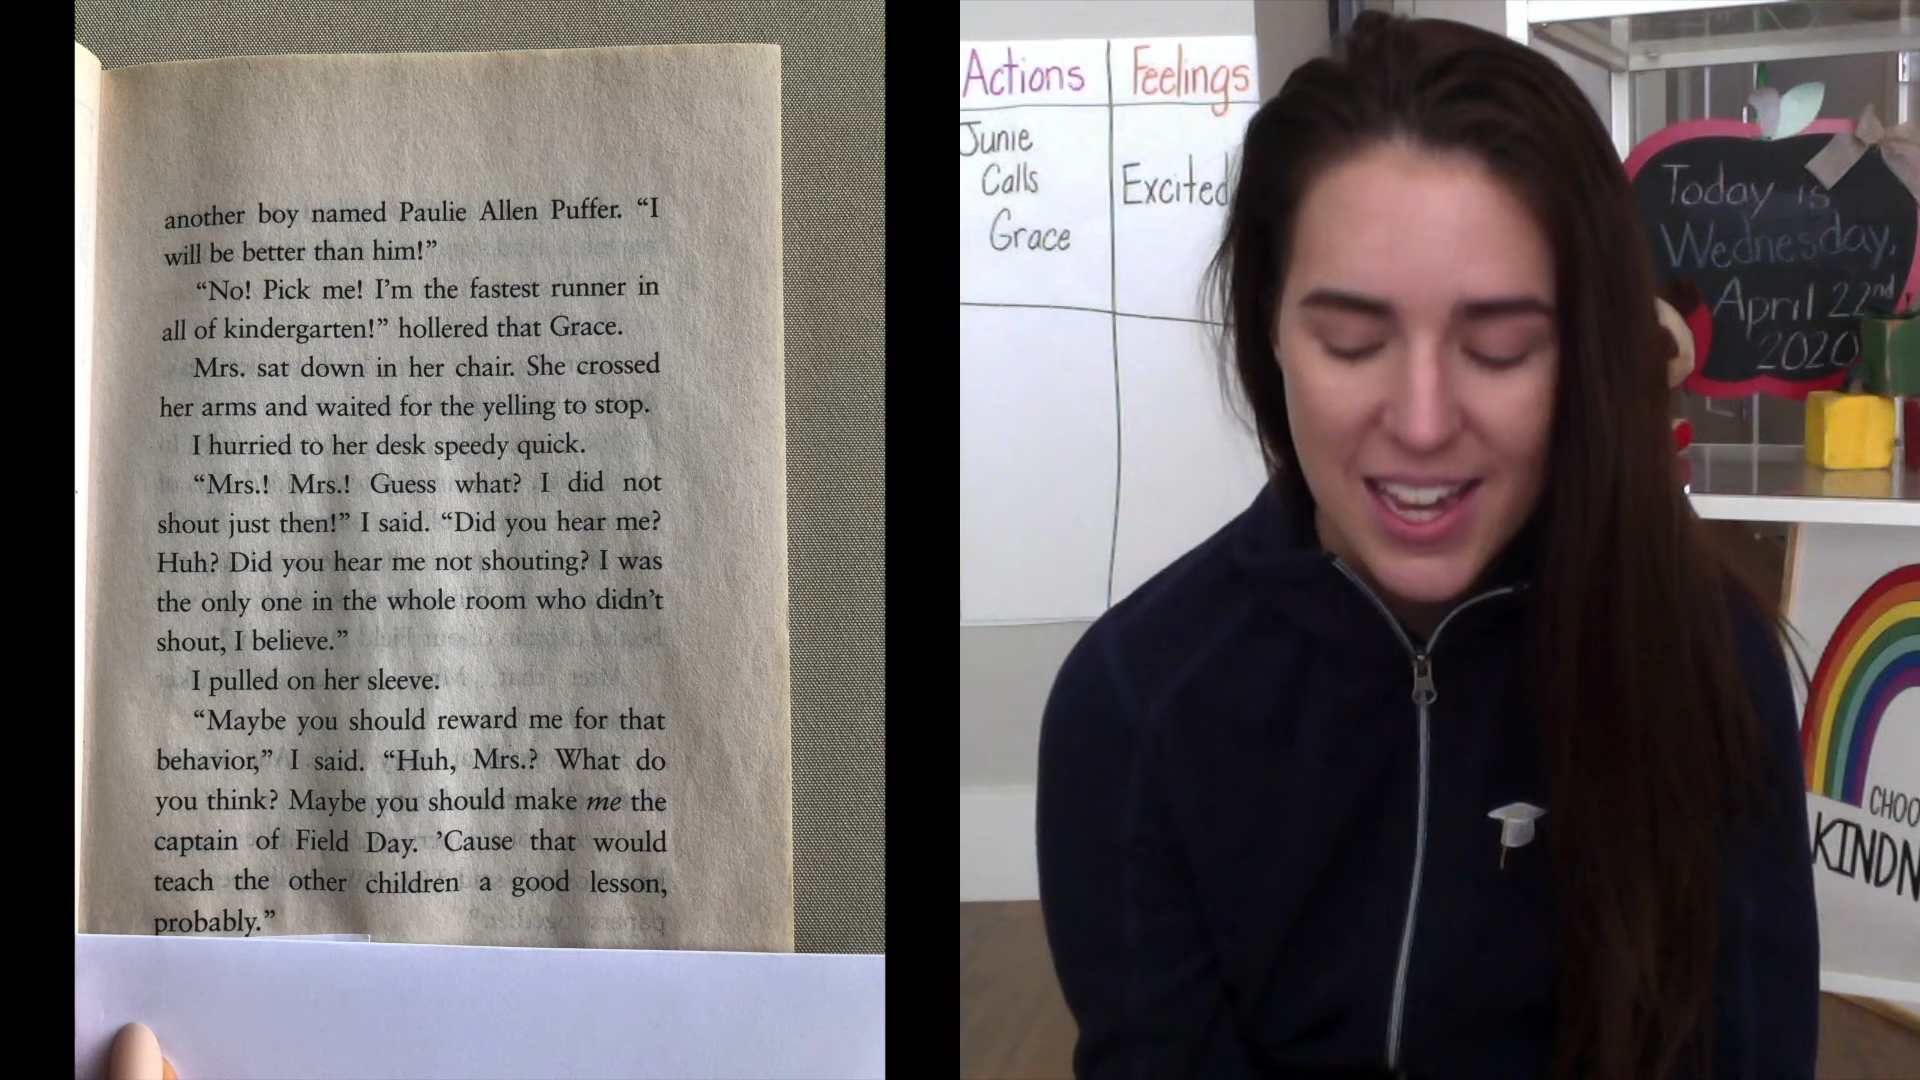 another boy named Paulie Allen Puffer. “I
will be better than him!”
“No! Pick me! I'm the fastest runner in
all of kindergarten!” hollered that Grace.
Mrs. sat down in her chair. She crossed
her arms and waited for the yelling to stop.
I hurried to her desk speedy quick.
“Mrs.! Mrs.! Guess what? I did not
shout just then!” I said. “Did you hear me?
Huh? Did you hear me not shouting? I was
the only one in the whole room who didn't
shout, I believe.”
I pulled on her sleeve.
“Maybe you should reward me for that
behavior,” I said. “Huh, Mrs.? What do
you think? Maybe you should make me the
captain of Field Day. ’Cause that would
teach the other children a good lesson,
probably.”
Actions
Junie
Calls
Grace
Feelings
Excited
Today is
Wednesday,
April 22nd
2020
CHOO
KINDN